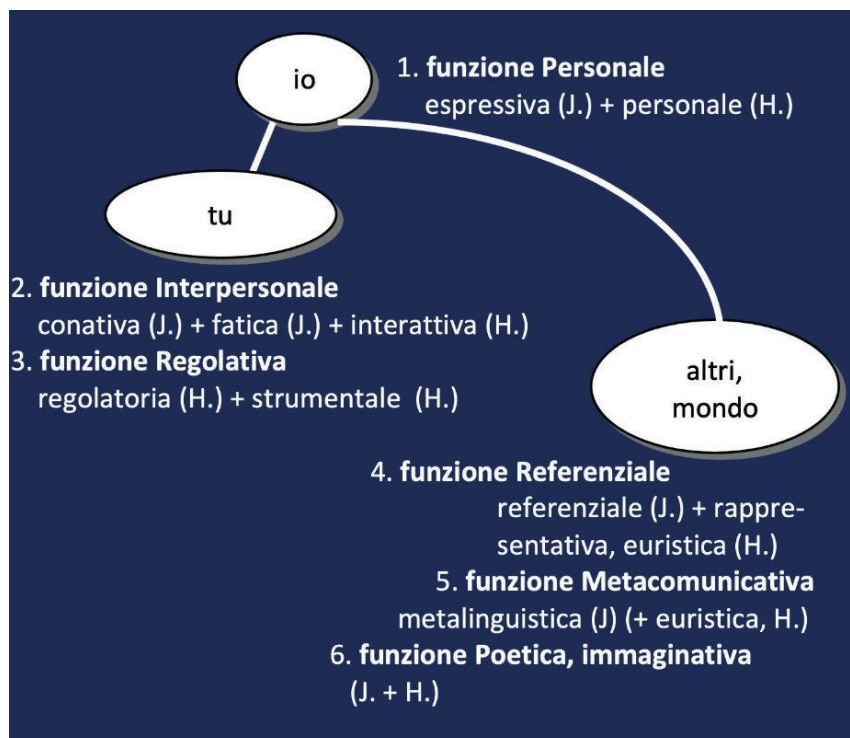 io
1. funzione Personale
espressiva (J.) + personale (H.)
tu
2. funzione Interpersonale
conativa (J.) + fatica (J.) + interattiva (H.)
3. funzione Regolativa
regolatoria (H.) + strumentale (H.)
altri,
mondo
4. funzione Referenziale
referenziale (J.) + rappre-
sentativa, euristica (H.)
5. funzione Metacomunicativa
metalinguistica (J) (+ euristica, H.)
6. funzione Poetica, immaginativa
(J. + H.)